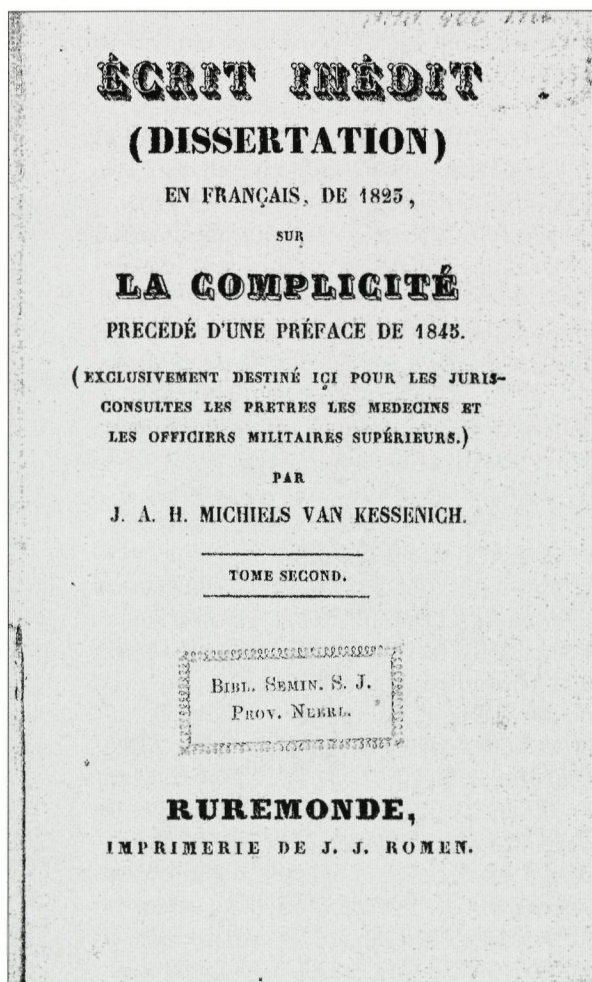 ÉCRIT INÉDIT
(DISSERTATION)
EN FRANÇAIS, DE 1823,
SUR
LA COMPLICITÉ
PRECEDÉ D'UNE PRÉFACE DE 1845.
(EXCLUSIVEMENT DESTINÉ IÇI POUR LES JURIS-
CONSULTES LES PRETRES LES MEDECINS ET
LES OFFICIERS MILITAIRES SUPÉRIEURS.)
PAR
J. A. H. MICHIELS VAN KESSENICH.
TOME SECOND.
BIBL. SEMIN. S. J.
PROV. NEERL.
RUREMONDE,
IMPRIMERIE DE J. J. ROMEN.